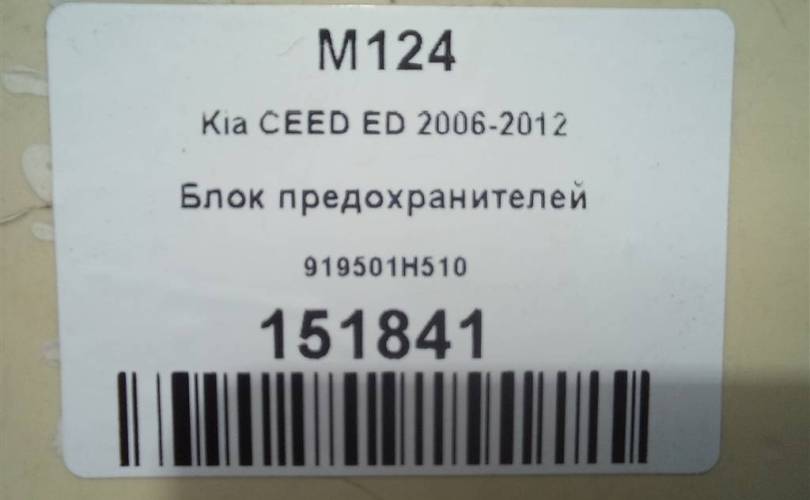 M124
Kia CEED ED 2006-2012
Блок предохранителей
919501H510
151841